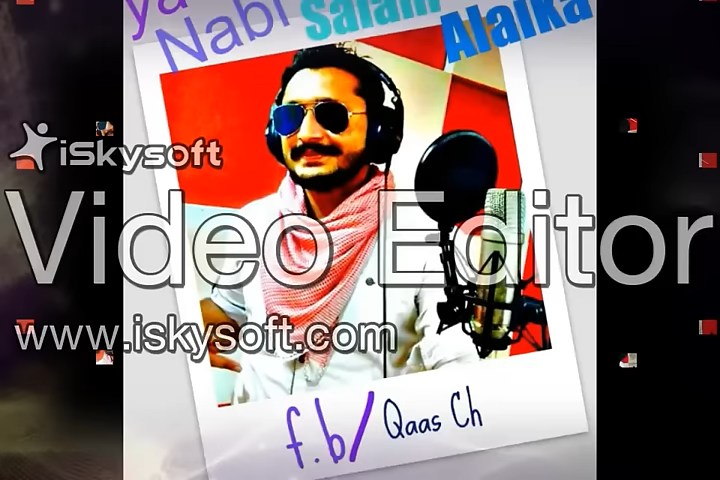 ya
Nabi Salam Alaika
iSkysoft
Video Editor
www.iskysoft.com
f.b/ Qaas Ch